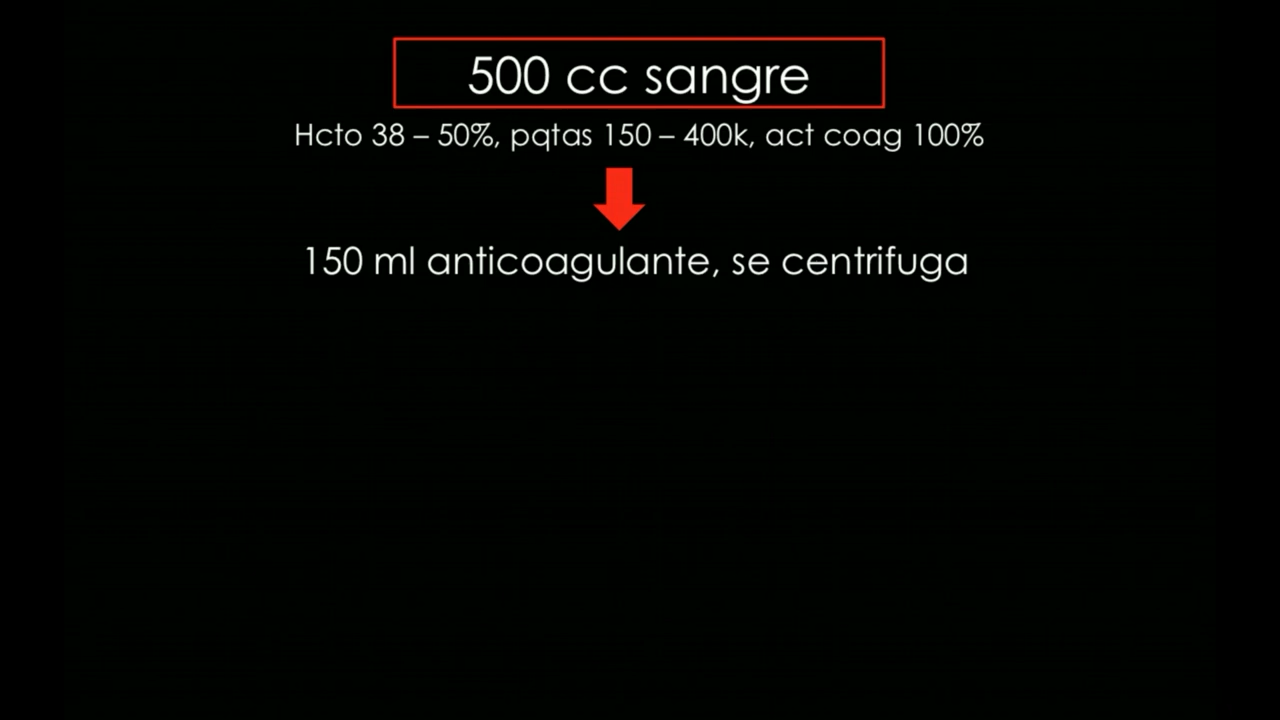 500 cc sangre
Hcto 38 – 50%, pqtas 150 – 400k, act coag 100%
150 ml anticoagulante, se centrifuga